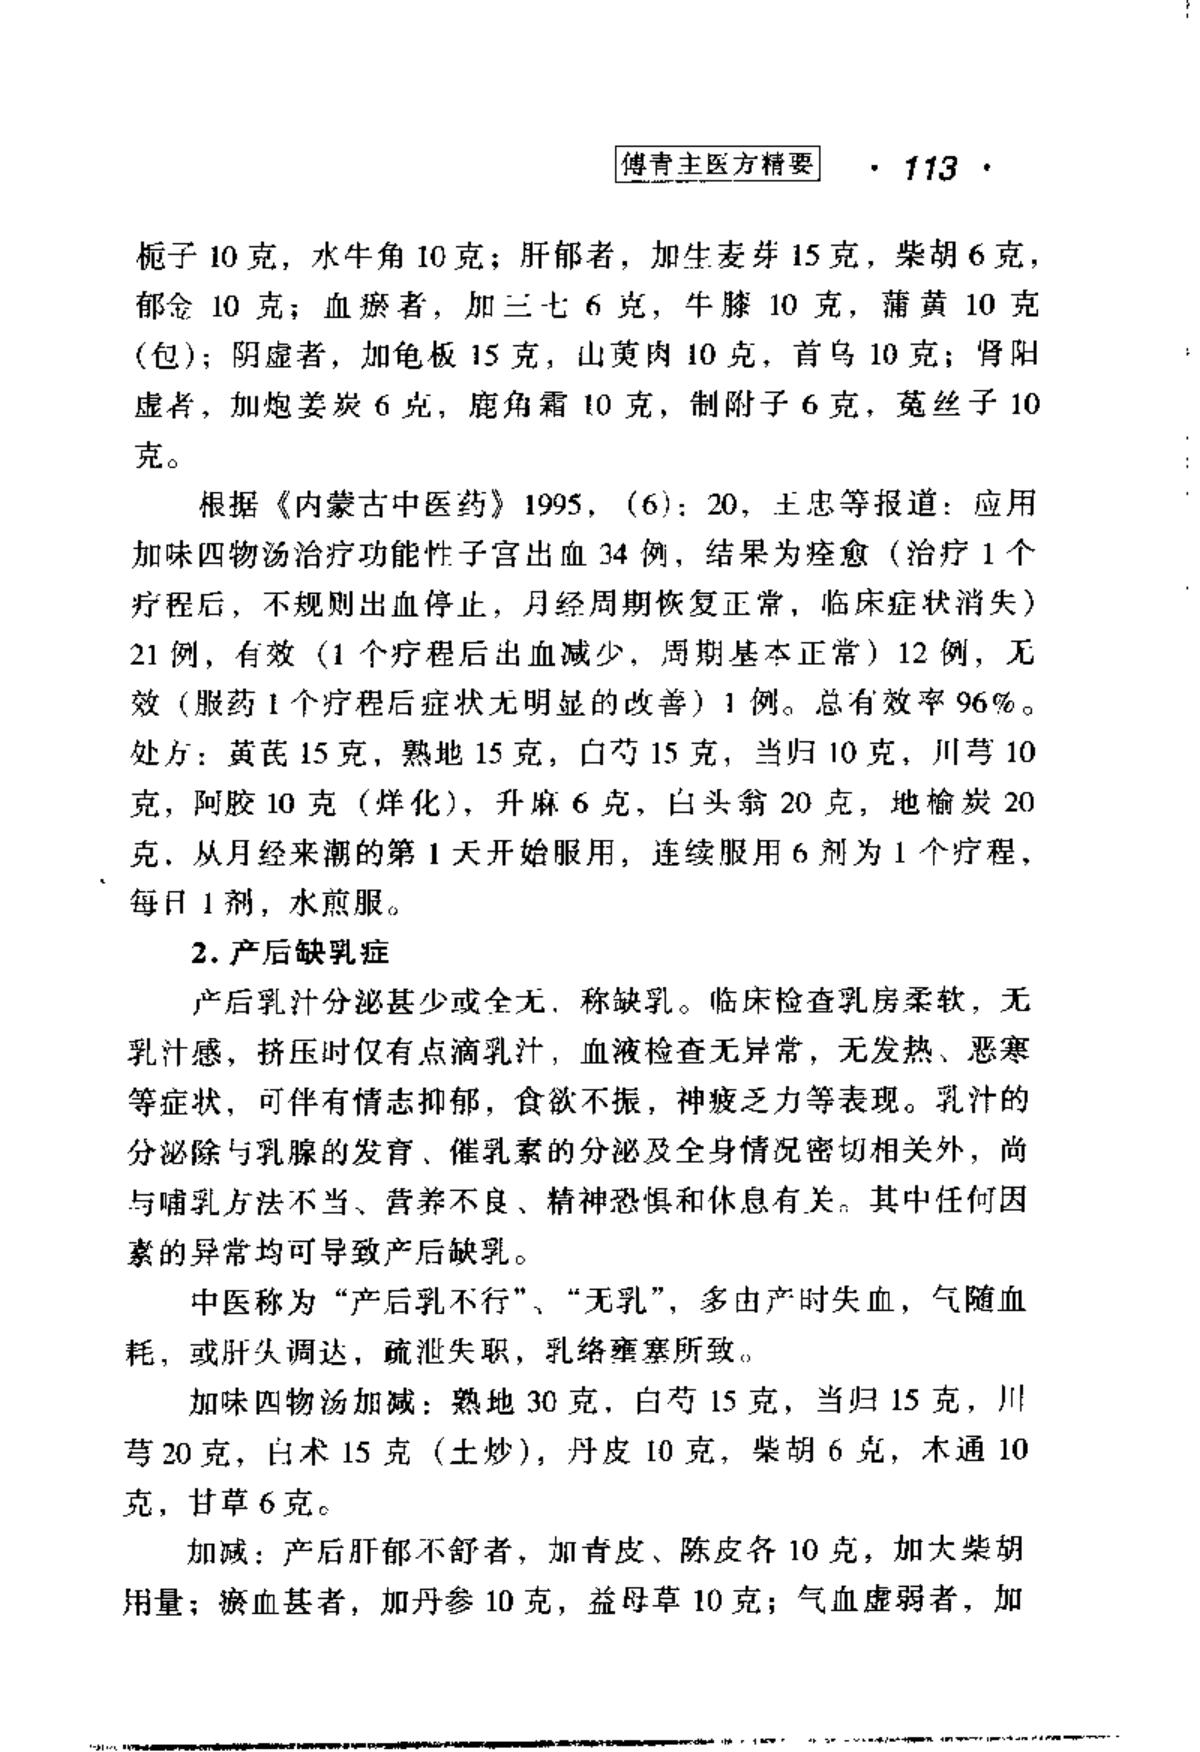 傅青主医方精要 · 113 ·
栀子 10 克，水牛角 10 克；肝郁者，加生麦芽 15 克，柴胡 6 克，
郁金 10 克；血瘀者，加三七 6 克，牛膝 10 克，蒲黄 10 克
（包）；阴虚者，加龟板 15 克，山萸肉 10 克，首乌 10 克；肾阳
虚者，加炮姜炭 6 克，鹿角霜 10 克，制附子 6 克，菟丝子 10
克。
根据《内蒙古中医药》1995，（6）：20，王忠等报道：应用
加味四物汤治疗功能性子宫出血 34 例，结果为痊愈（治疗 1 个
疗程后，不规则出血停止，月经周期恢复正常，临床症状消失）
21 例，有效（1 个疗程后出血减少，周期基本正常）12 例，无
效（服药 1 个疗程后症状无明显的改善）1 例。总有效率 96%。
处方：黄芪 15 克，熟地 15 克，白芍 15 克，当归 10 克，川芎 10
克，阿胶 10 克（烊化），升麻 6 克，白头翁 20 克，地榆炭 20
克，从月经来潮的第 1 天开始服用，连续服用 6 剂为 1 个疗程，
每日 1 剂，水煎服。
2. 产后缺乳症
产后乳汁分泌甚少或全无，称缺乳。临床检查乳房柔软，无
乳汁感，挤压时仅有点滴乳汁，血液检查无异常，无发热、恶寒
等症状，可伴有情志抑郁，食欲不振，神疲乏力等表现。乳汁的
分泌除与乳腺的发育、催乳素的分泌及全身情况密切相关外，尚
与哺乳方法不当、营养不良、精神恐惧和休息有关。其中任何因
素的异常均可导致产后缺乳。
中医称为“产后乳不行”、“无乳”，多由产时失血，气随血
耗，或肝失调达，疏泄失职，乳络壅塞所致。
加味四物汤加减：熟地 30 克，白芍 15 克，当归 15 克，川
芎 20 克，白术 15 克（土炒），丹皮 10 克，柴胡 6 克，木通 10
克，甘草 6 克。
加减：产后肝郁不舒者，加青皮、陈皮各 10 克，加大柴胡
用量；瘀血甚者，加丹参 10 克，益母草 10 克；气血虚弱者，加